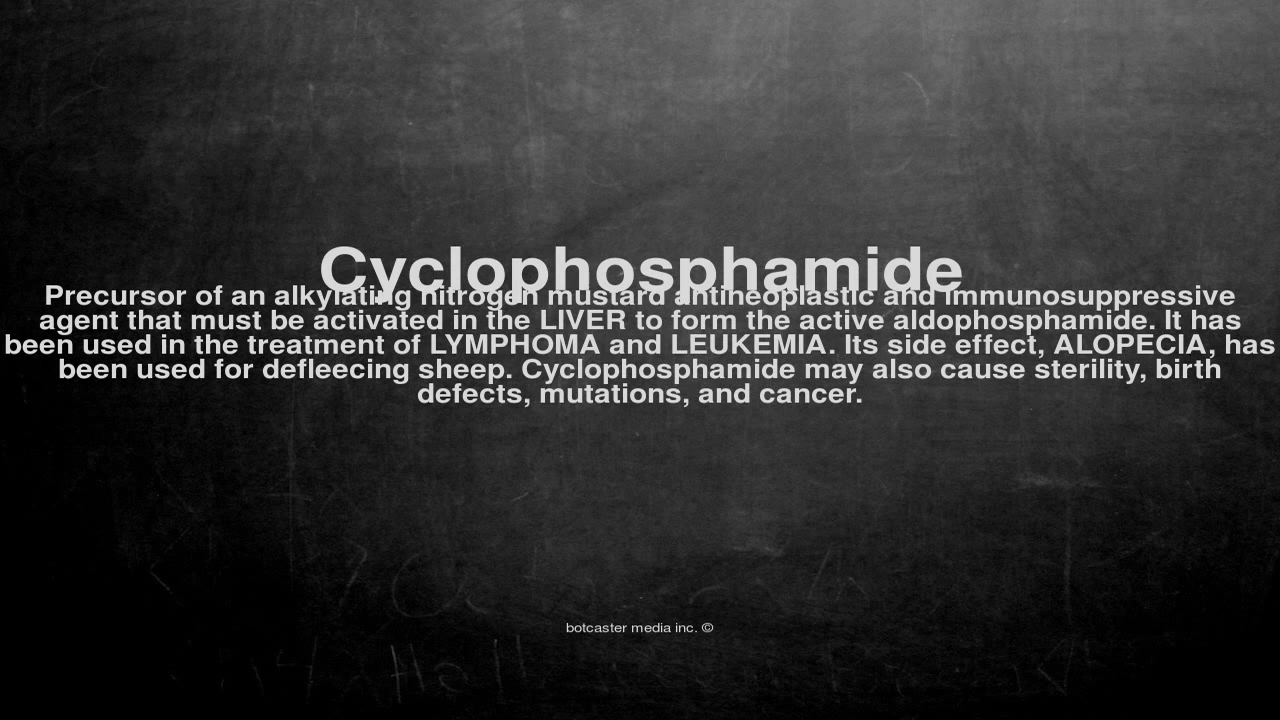 Cyclophosphamide
Precursor of an alkylating nitrogen mustard antineoplastic and immunosuppressive
agent that must be activated in the LIVER to form the active aldophosphamide. It has
been used in the treatment of LYMPHOMA and LEUKEMIA. Its side effect, ALOPECIA, has
been used for defleecing sheep. Cyclophosphamide may also cause sterility, birth
defects, mutations, and cancer.
botcaster media inc. ©